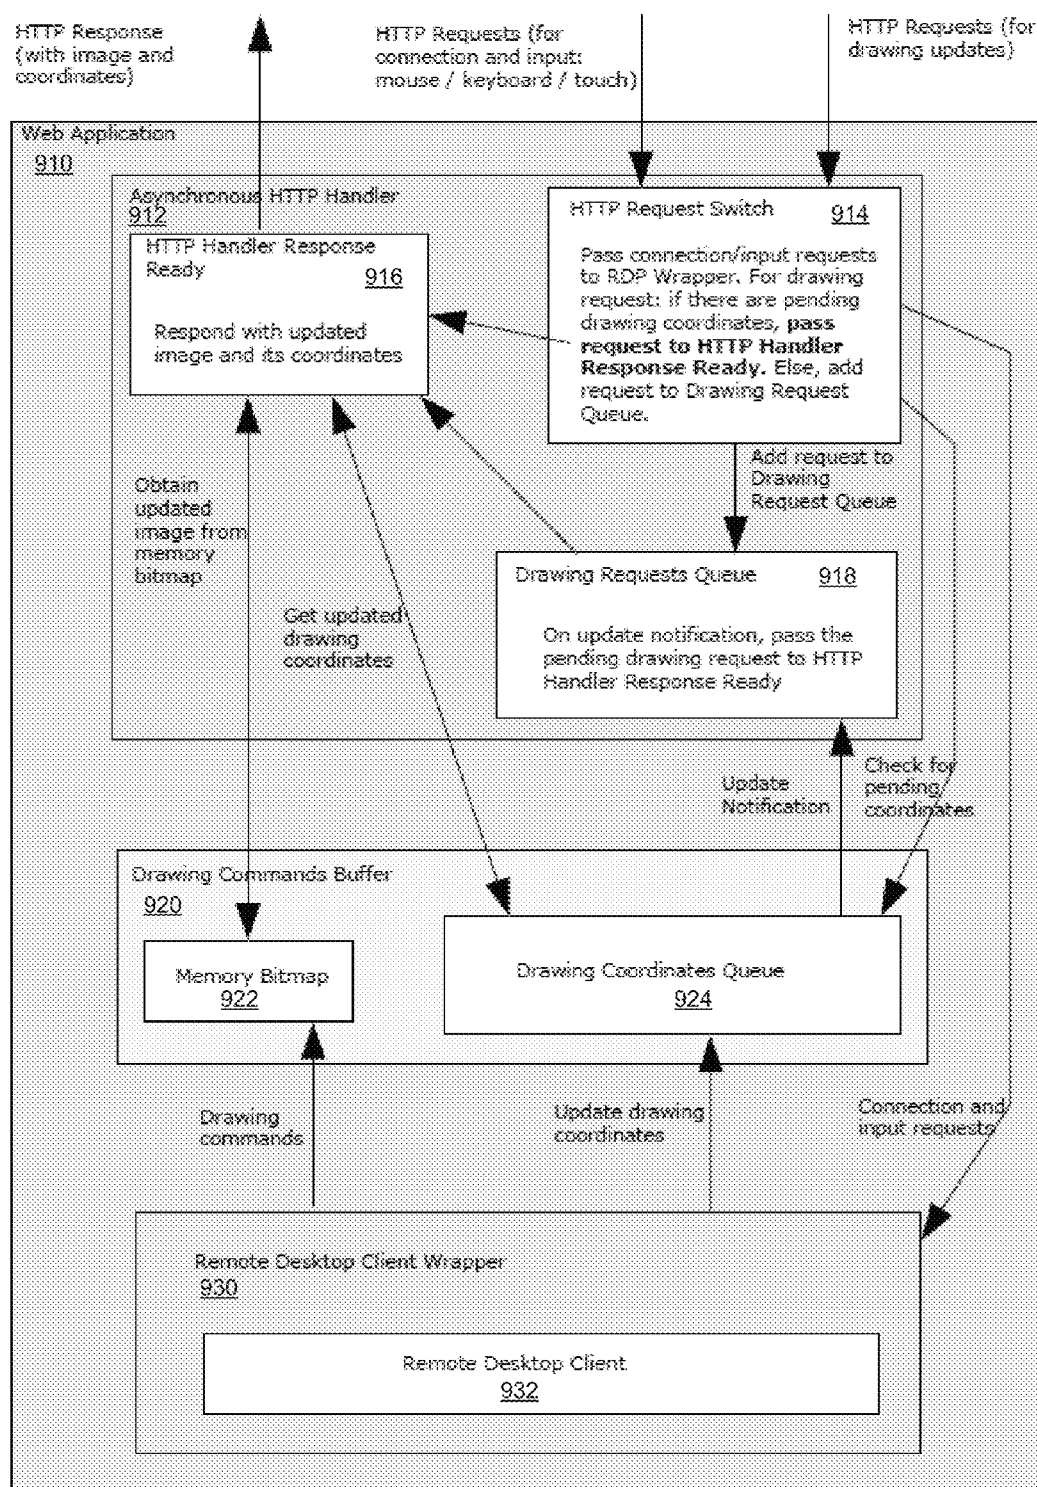 HTTP Response
(with image and
coordinates)
HTTP Requests (for
connection and input:
mouse / keyboard / touch)
HTTP Requests (for
drawing updates)
Web Application
910
Asynchronous HTTP Handler
912
HTTP Handler Response
Ready
916
Respond with updated
image and its coordinates
HTTP Request Switch
914
Pass connection/input requests
to RDP Wrapper. For drawing
request: if there are pending
drawing coordinates, pass
request to HTTP Handler
Response Ready. Else, add
request to Drawing Request
Queue.
Add request to
Drawing
Request Queue
Obtain
updated
image from
memory
bitmap
Get updated
drawing
coordinates
Drawing Requests Queue
918
On update notification, pass the
pending drawing request to HTTP
Handler Response Ready
Update
Notification
Check for
pending
coordinates
Drawing Commands Buffer
920
Memory Bitmap
922
Drawing Coordinates Queue
924
Drawing
commands
Update drawing
coordinates
Connection and
input requests
Remote Desktop Client Wrapper
930
Remote Desktop Client
932